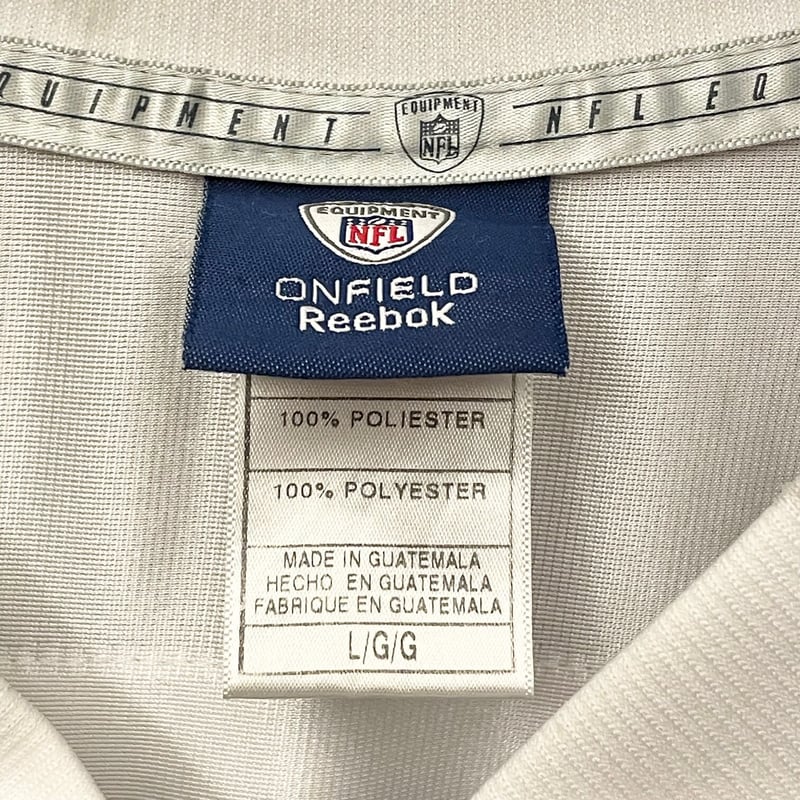 QUIPMENT EQUIPMENT NFL NFL EQ
EQUIPMENT
NFL
ONFIELD
Reebok
100% POLIESTER
100% POLYESTER
MADE IN GUATEMALA
HECHO EN GUATEMALA
FABRIQUE EN GUATEMALA
L/G/G